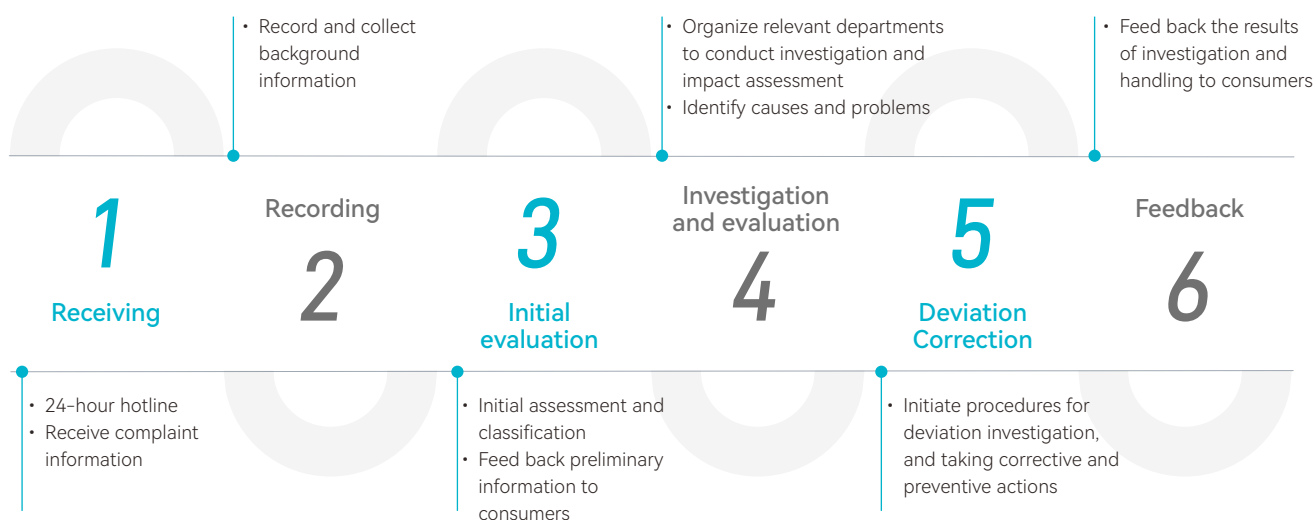 • Record and collect
background
information
• Organize relevant departments
to conduct investigation and
impact assessment
• Identify causes and problems
• Feed back the results
of investigation and
handling to consumers
1
Receiving
Recording
2
3
Initial
evaluation
Investigation
and evaluation
4
5
Deviation
Correction
Feedback
6
• 24-hour hotline
• Receive complaint
information
• Initial assessment and
classification
• Feed back preliminary
information to
consumers
• Initiate procedures for
deviation investigation,
and taking corrective and
preventive actions